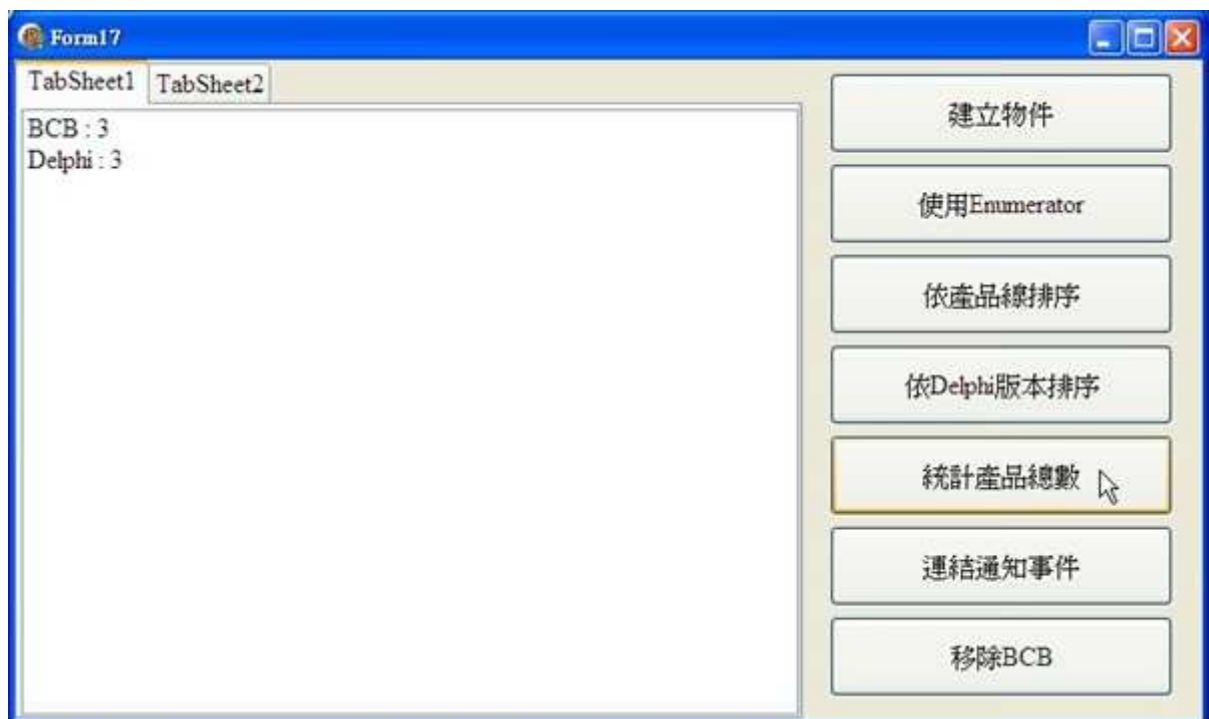 Form17
TabSheet1 TabSheet2
BCB : 3
Delphi : 3
建立物件
使用Enumerator
依產品線排序
依Delphi版本排序
統計產品總數
連結通知事件
移除BCB